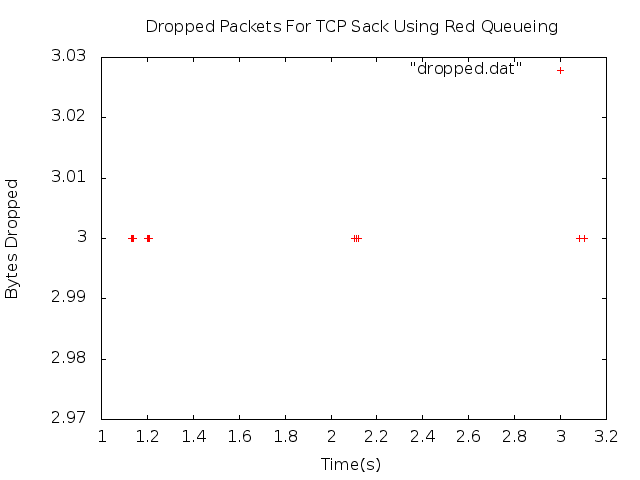 Dropped Packets For TCP Sack Using Red Queueing
3.03
"dropped.dat"
3.02
3.01
3
2.99
2.98
2.97
Bytes Dropped
1 1.2 1.4 1.6 1.8 2 2.2 2.4 2.6 2.8 3 3.2
Time(s)